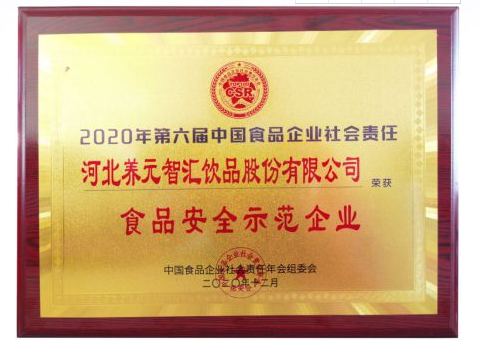 CSR
2020年第六届中国食品企业社会责任
河北养元智汇饮品股份有限公司 荣获
食品安全示范企业
中国食品企业社会责任年会组委会
二〇二〇年十二月